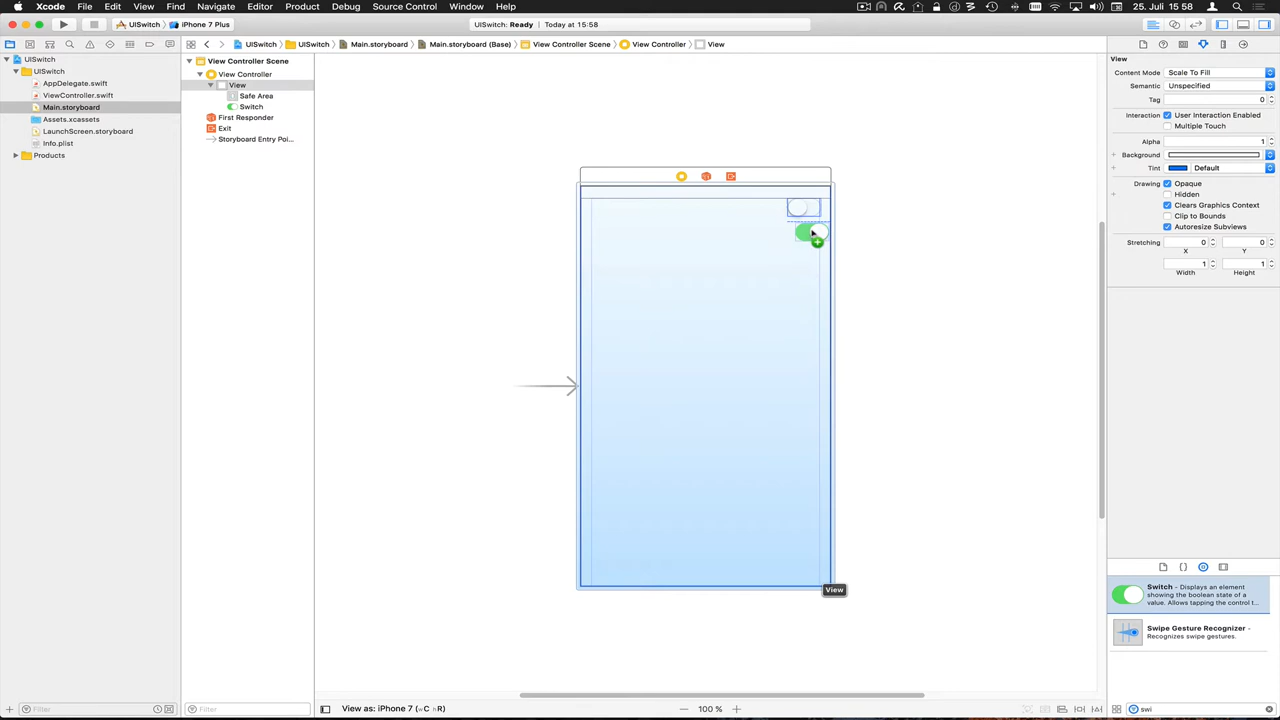 Xcode File Edit View Find Navigate Editor Product Debug Source Control Window Help 25. Juli 15 58
UISwitch iPhone 7 Plus UISwitch: Ready Today at 15:58
UISwitch UISwitch Main.storyboard Main.storyboard (Base) View Controller Scene View Controller View
UISwitch
UISwitch
AppDelegate.swift
ViewController.swift
Main.storyboard
Assets.xcassets
LaunchScreen.storyboard
Info.plist
Products
View Controller Scene
View Controller
View
Safe Area
Switch
First Responder
Exit
Storyboard Entry Poi...
View
View
Content Mode Scale To Fill
Semantic Unspecified
Tag 0
Interaction User Interaction Enabled
Multiple Touch
Alpha 1
Background
Tint Default
Drawing Opaque
Hidden
Clears Graphics Context
Clip to Bounds
Autoresize Subviews
Stretching 0 0
X Y
1 1
Width Height
Switch - Displays an element
showing the boolean state of a
value. Allows tapping the control t...
Swipe Gesture Recognizer -
Recognizes swipe gestures.
Filter Filter View as: iPhone 7 (wC hR) 100 % swi